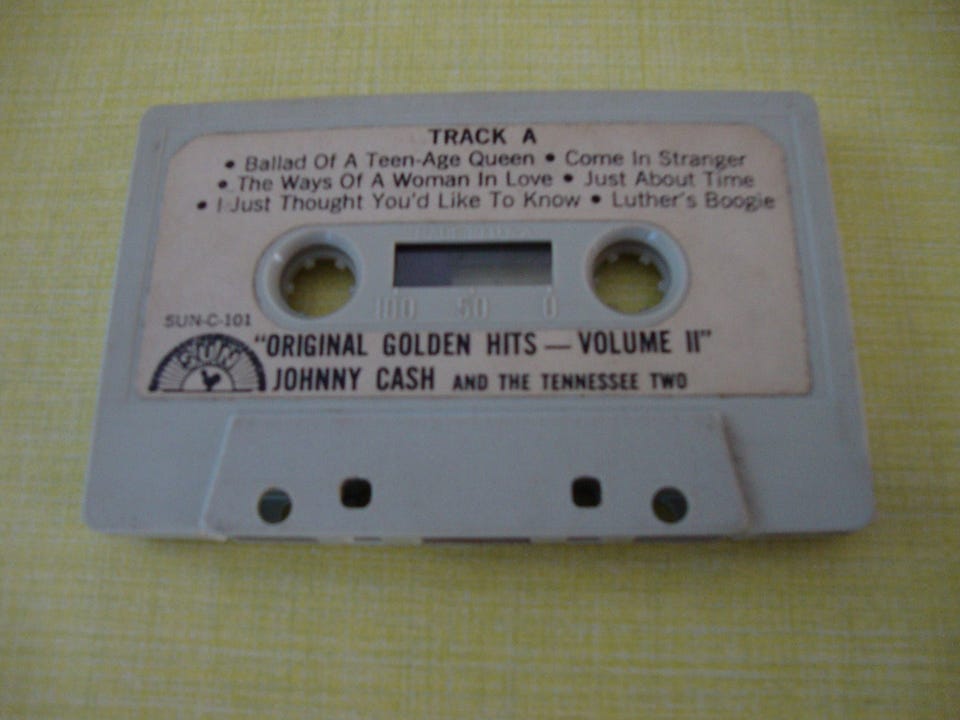 TRACK A
• Ballad Of A Teen-Age Queen • Come In Stranger
• The Ways Of A Woman In Love • Just About Time
• I Just Thought You'd Like To Know • Luther's Boogie
100 50 0
SUN-C-101
SUN
"ORIGINAL GOLDEN HITS — VOLUME II"
JOHNNY CASH AND THE TENNESSEE TWO